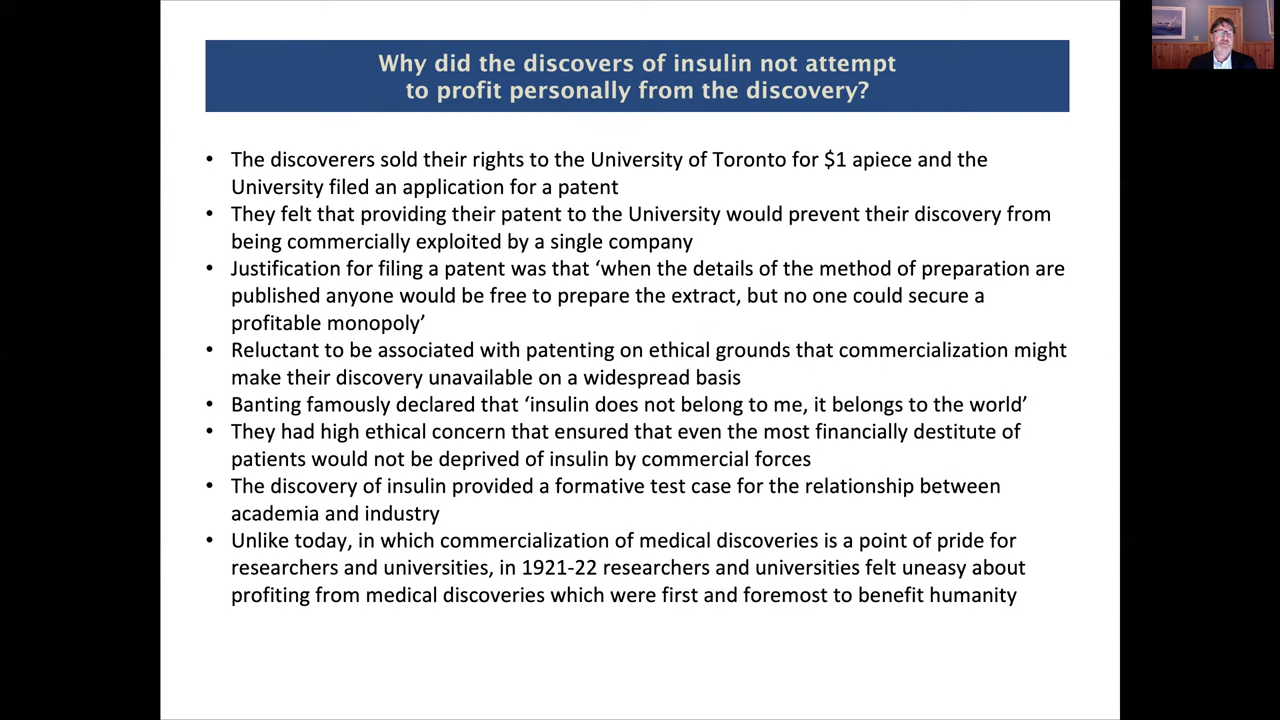 Why did the discovers of insulin not attempt
to profit personally from the discovery?
• The discoverers sold their rights to the University of Toronto for $1 apiece and the
University filed an application for a patent
• They felt that providing their patent to the University would prevent their discovery from
being commercially exploited by a single company
• Justification for filing a patent was that ‘when the details of the method of preparation are
published anyone would be free to prepare the extract, but no one could secure a
profitable monopoly’
• Reluctant to be associated with patenting on ethical grounds that commercialization might
make their discovery unavailable on a widespread basis
• Banting famously declared that ‘insulin does not belong to me, it belongs to the world’
• They had high ethical concern that ensured that even the most financially destitute of
patients would not be deprived of insulin by commercial forces
• The discovery of insulin provided a formative test case for the relationship between
academia and industry
• Unlike today, in which commercialization of medical discoveries is a point of pride for
researchers and universities, in 1921-22 researchers and universities felt uneasy about
profiting from medical discoveries which were first and foremost to benefit humanity